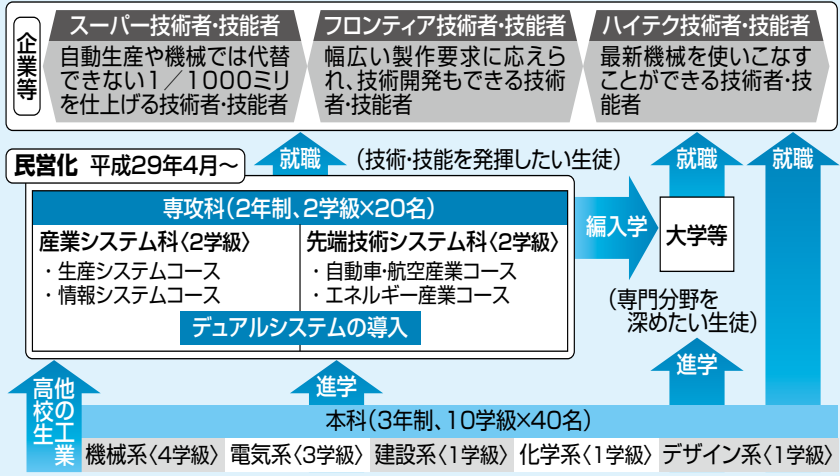 企業等
スーパー技術者・技能者
自動生産や機械では代替
できない1／1000ミリ
を仕上げる技術者・技能者
フロンティア技術者・技能者
幅広い製作要求に応えら
れ、技術開発もできる技術
者・技能者
ハイテク技術者・技能者
最新機械を使いこなす
ことができる技術者・技
能者
民営化 平成29年4月～
就職
（技術・技能を発揮したい生徒）
就職
就職
専攻科（2年制、2学級×20名）
産業システム科〈2学級〉
・生産システムコース
・情報システムコース
先端技術システム科〈2学級〉
・自動車・航空産業コース
・エネルギー産業コース
デュアルシステムの導入
編入学
大学等
（専門分野を
深めたい生徒）
他の工業
高校生
進学
進学
本科（3年制、10学級×40名）
機械系〈4学級〉 電気系〈3学級〉 建設系〈1学級〉 化学系〈1学級〉 デザイン系〈1学級〉